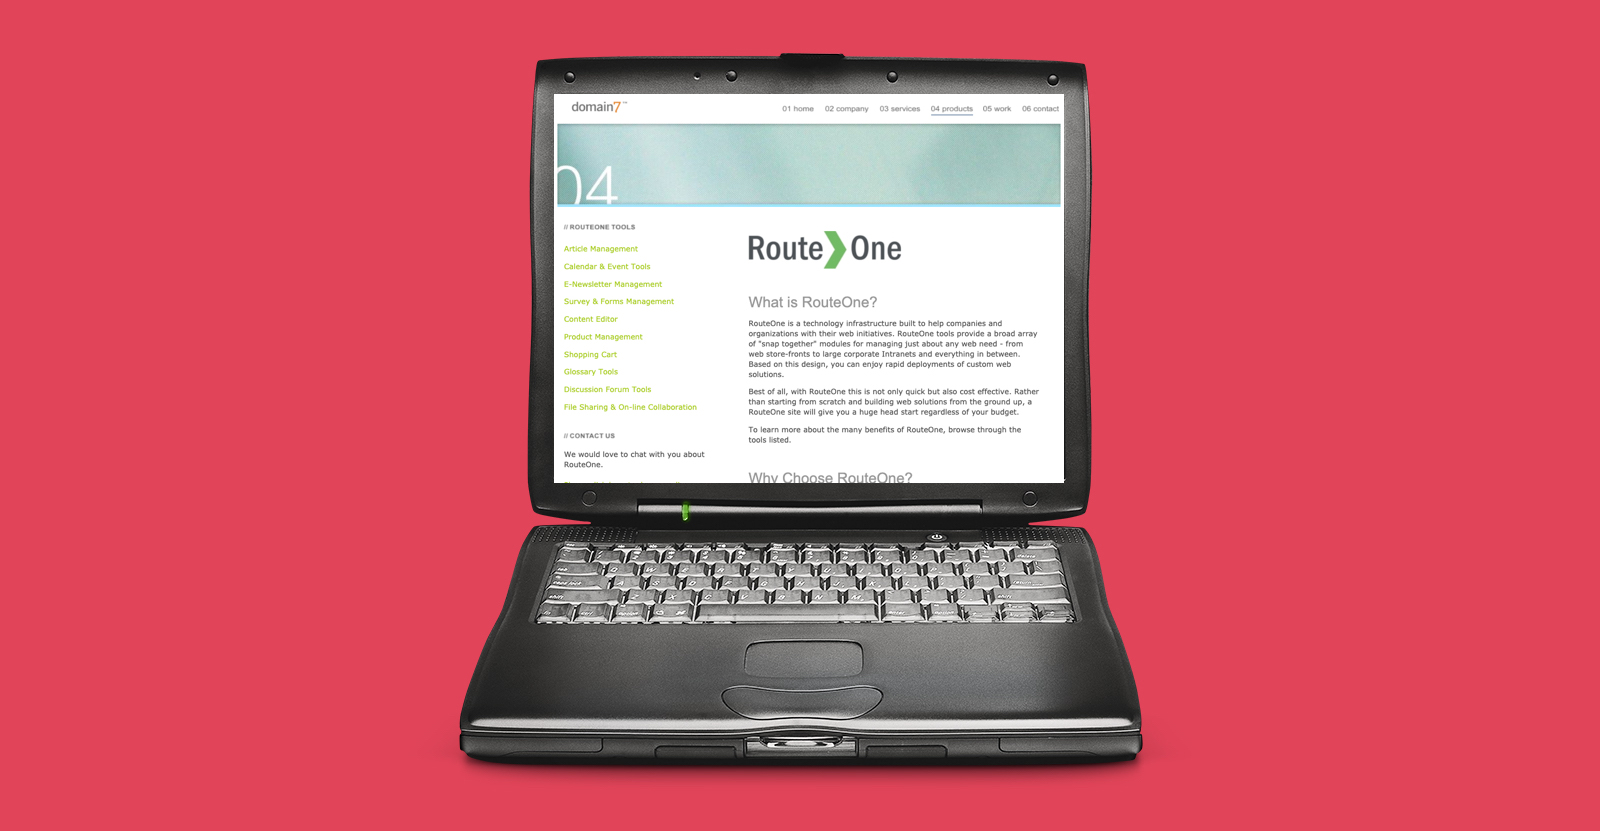 domain7™
01 home 02 company 03 services 04 products 05 work 06 contact
04
// ROUTEONE TOOLS
Article Management
Calendar & Event Tools
E-Newsletter Management
Survey & Forms Management
Content Editor
Product Management
Shopping Cart
Glossary Tools
Discussion Forum Tools
File Sharing & On-line Collaboration
// CONTACT US
We would love to chat with you about
RouteOne.
Route One
What is RouteOne?
RouteOne is a technology infrastructure built to help companies and
organizations with their web initiatives. RouteOne tools provide a broad array
of "snap together" modules for managing just about any web need - from
web store-fronts to large corporate Intranets and everything in between.
Based on this design, you can enjoy rapid deployments of custom web
solutions.
Best of all, with RouteOne this is not only quick but also cost effective. Rather
than starting from scratch and building web solutions from the ground up, a
RouteOne site will give you a huge head start regardless of your budget.
To learn more about the many benefits of RouteOne, browse through the
tools listed.
Why Choose RouteOne?